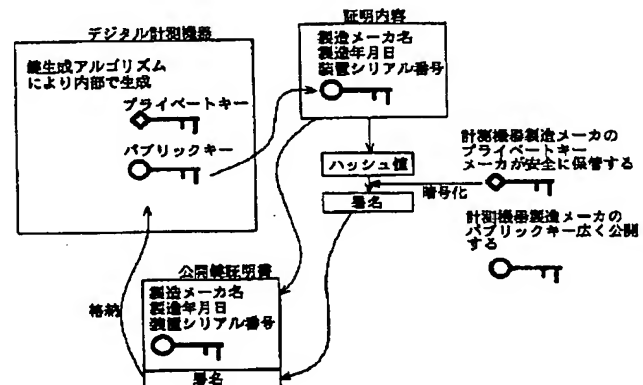 デジタル計測機器
鍵生成アルゴリズム
により内部で生成
プライベートキー
パブリックキー
証明内容
製造メーカ名
製造年月日
装置シリアル番号
ハッシュ値
署名
暗号化
計測機器製造メーカの
プライベートキー
メーカが安全に保管する
計測機器製造メーカの
パブリックキー広く公開
する
公開鍵証明書
製造メーカ名
製造年月日
装置シリアル番号
署名
格納